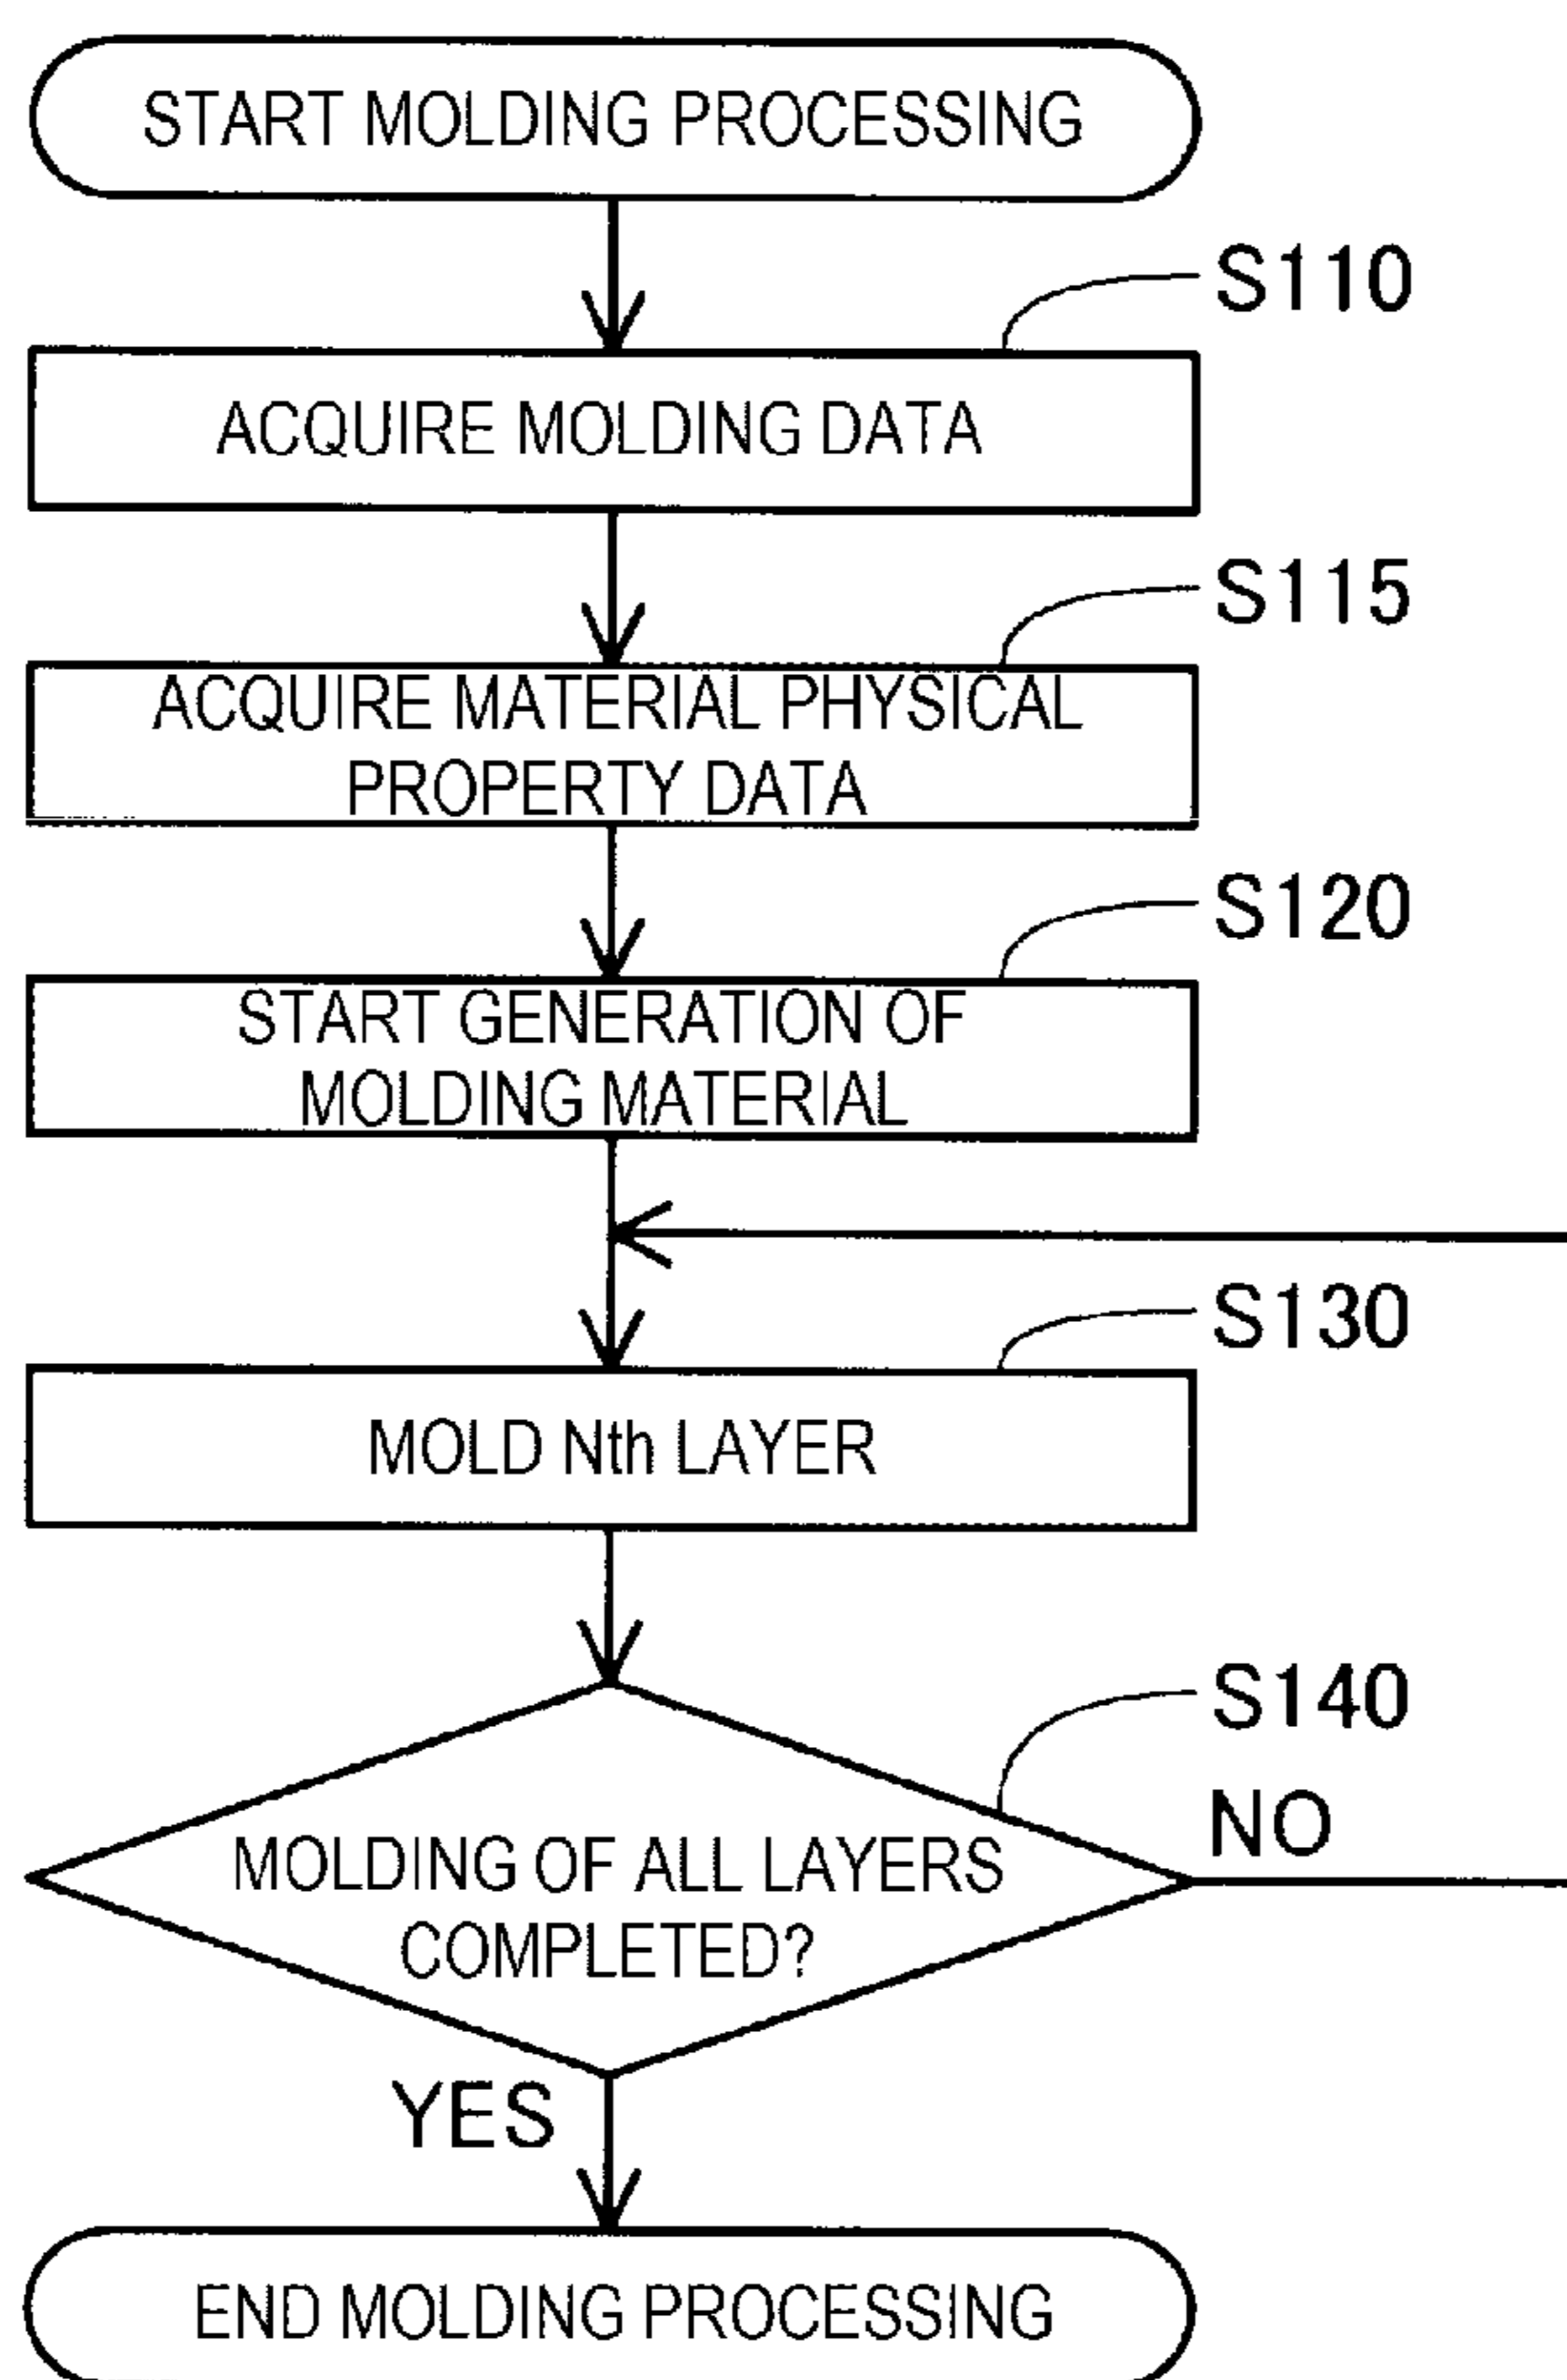 START MOLDING PROCESSING
S110
ACQUIRE MOLDING DATA
S115
ACQUIRE MATERIAL PHYSICAL
PROPERTY DATA
S120
START GENERATION OF
MOLDING MATERIAL
S130
MOLD Nth LAYER
S140
NO
MOLDING OF ALL LAYERS
COMPLETED?
YES
END MOLDING PROCESSING